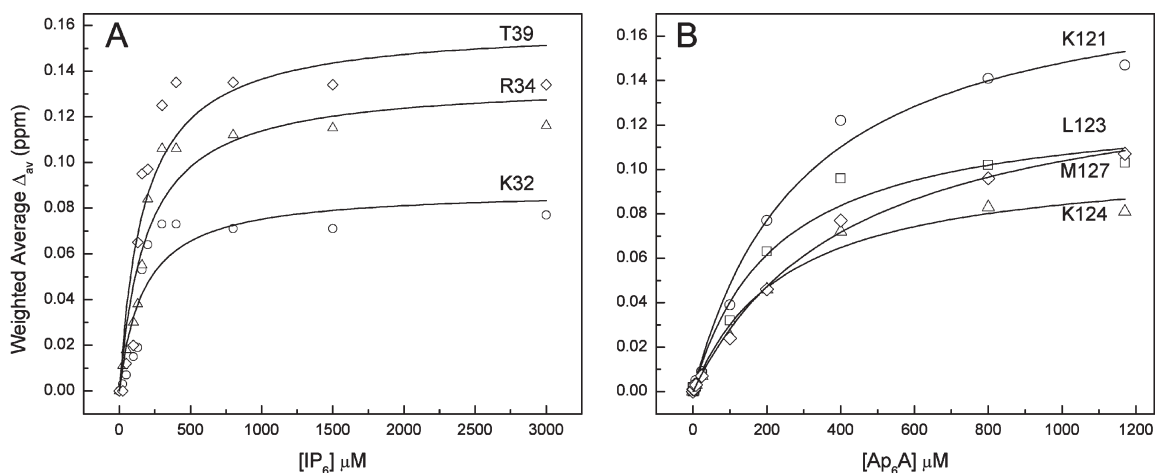 A
T39
R34
K32
0.16
0.14
0.12
0.10
0.08
0.06
0.04
0.02
0.00
Weighted Average Δav (ppm)
0 500 1000 1500 2000 2500 3000
[IP6] μM
B
K121
L123
M127
K124
0.16
0.14
0.12
0.10
0.08
0.06
0.04
0.02
0.00
0 200 400 600 800 1000 1200
[Ap6A] μM